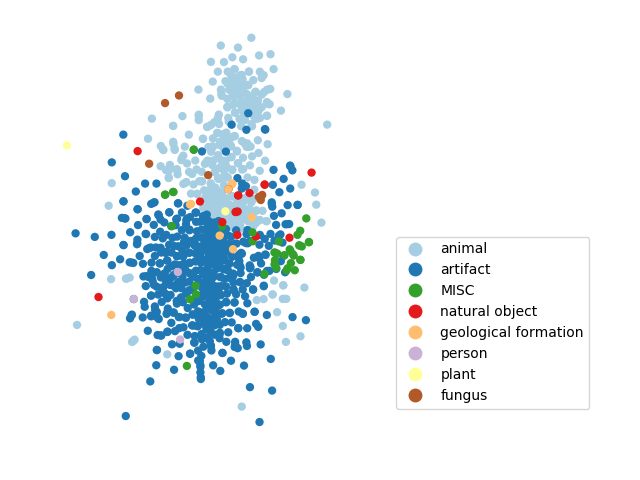 animal
artifact
MISC
natural object
geological formation
person
plant
fungus